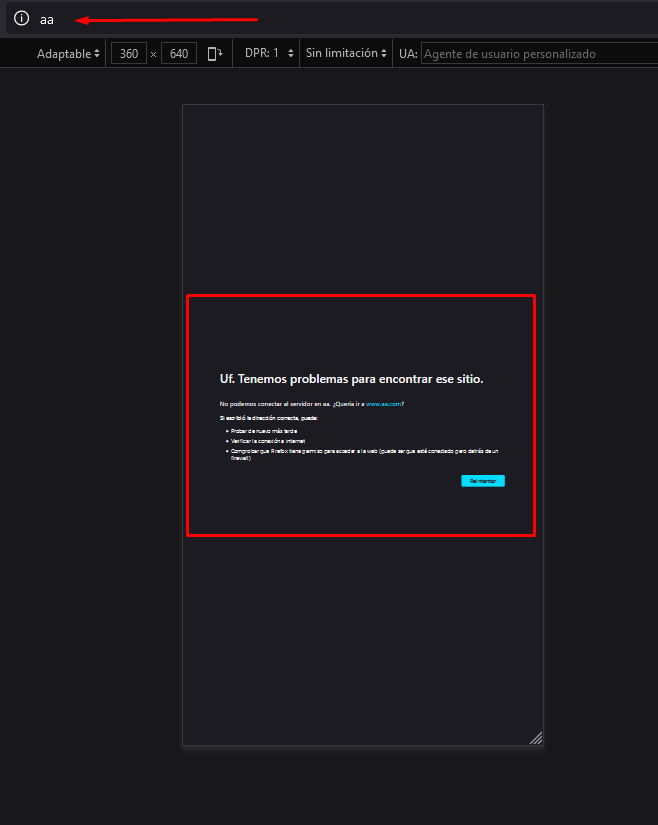 aa
Adaptable 360 × 640 DPR: 1 Sin limitación UA: Agente de usuario personalizado
Uf. Tenemos problemas para encontrar ese sitio.
No podemos conectar al servidor en aa. ¿Quería ir a www.aa.com?
Si escribió la dirección correcta, puede:
• Probar de nuevo más tarde
• Verificar la conexión a Internet
• Comprobar que Firefox tiene permiso para acceder a la web (puede ser que esté conectado pero detrás de un
firewall)
Reintentar